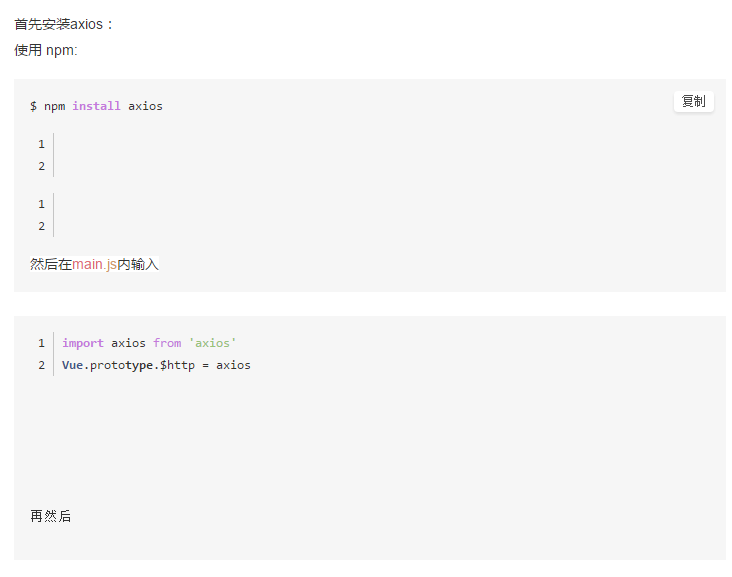 首先安装axios：
使用 npm:
$ npm install axios
复制
1
2
1
2
然后在main.js内输入
1 import axios from 'axios'
2 Vue.prototype.$http = axios
再然后